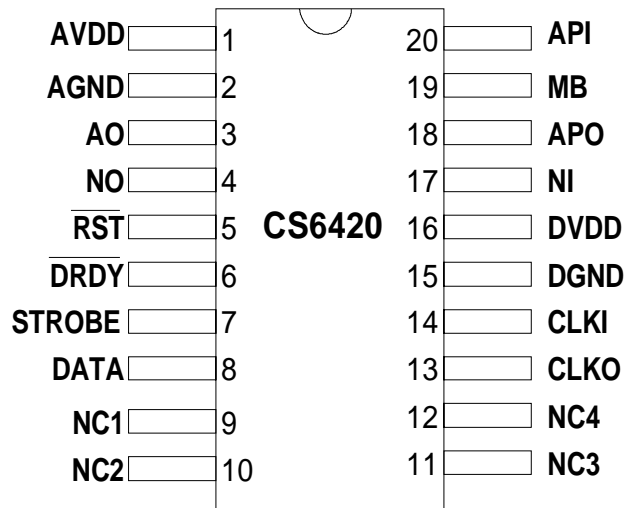 AVDD 1 20 API
AGND 2 19 MB
AO 3 18 APO
NO 4 17 NI
R̅S̅T̅ 5 CS6420 16 DVDD
D̅R̅D̅Y̅ 6 15 DGND
STROBE 7 14 CLKI
DATA 8 13 CLKO
NC1 9 12 NC4
NC2 10 11 NC3